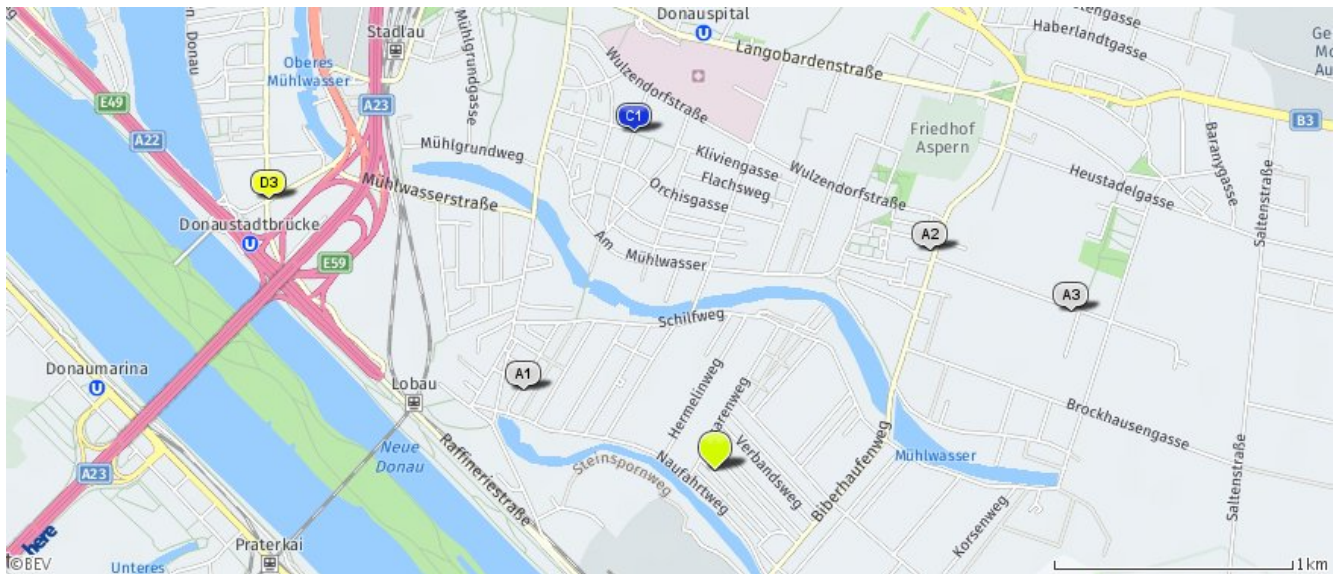 Donauspital
U
Stadlau
Mühlgrundgasse
Wulzendorfstraße
Langobardenstraße
Haberlandtgasse
Donau
Oberes
Mühlwasser
E49
A23
C1
A22
B3
Friedhof
Aspern
Baranygasse
Mühlgrundweg
Kliviengasse
Wulzendorfstraße
Heustadelgasse
Saltenstraße
D3
Mühlwasserstraße
Flachsweg
Orchisgasse
Donaustadtbrücke
U
A2
Am
Mühlwasser
E59
A3
Schilfweg
Donaumarina
U
A1
Lobau
Hermelinweg
Brockhausengasse
Verbandsweg
Neue
Donau
Raffineriestraße
Steinspornweg
Naufahrtweg
Biberhaufenweg
Mühlwasser
A23
Saltenstraße
Korsenweg
here
Praterkai
©BEV
Unteres
1km